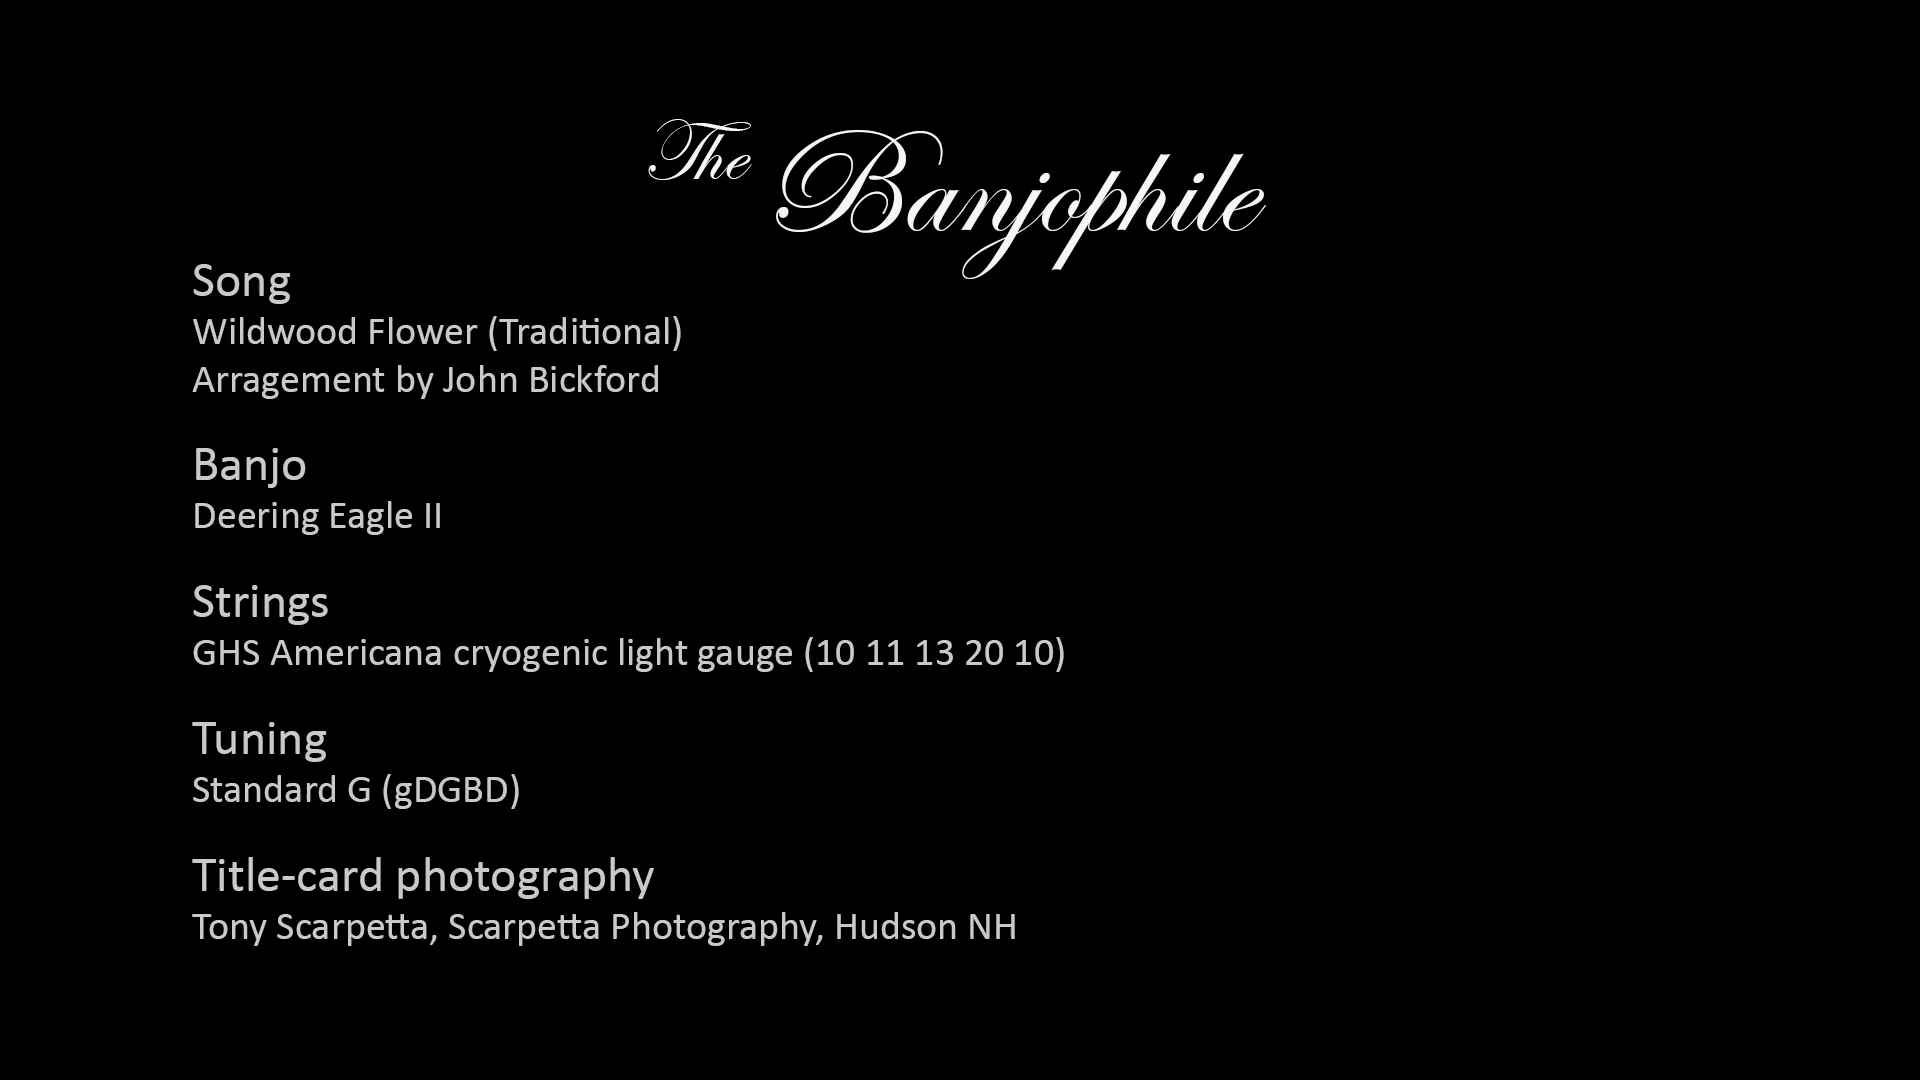 The Banjophile
Song
Wildwood Flower (Traditional)
Arragement by John Bickford
Banjo
Deering Eagle II
Strings
GHS Americana cryogenic light gauge (10 11 13 20 10)
Tuning
Standard G (gDGBD)
Title-card photography
Tony Scarpetta, Scarpetta Photography, Hudson NH